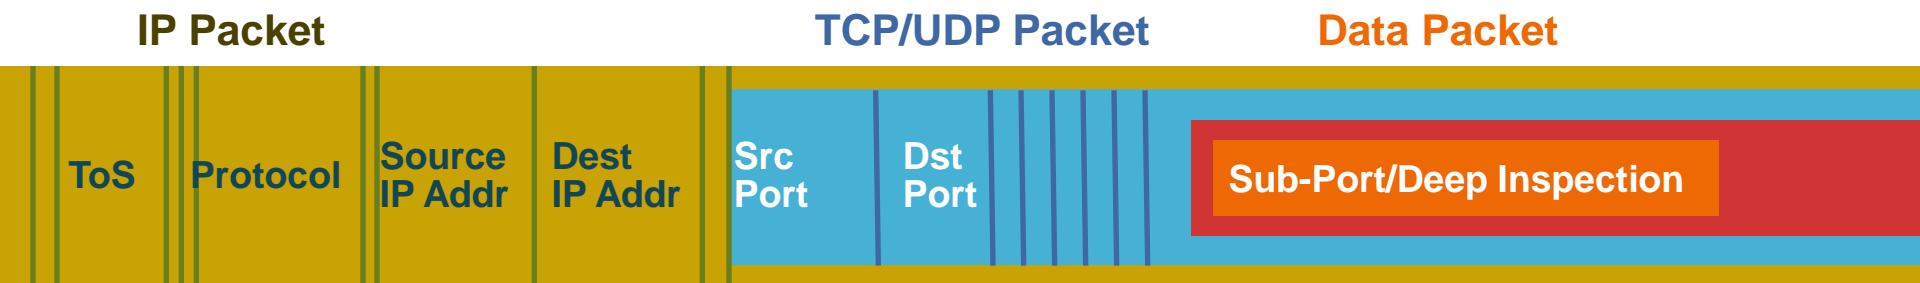 IP Packet
TCP/UDP Packet
Data Packet
ToS
Protocol
Source
IP Addr
Dest
IP Addr
Src
Port
Dst
Port
Sub-Port/Deep Inspection